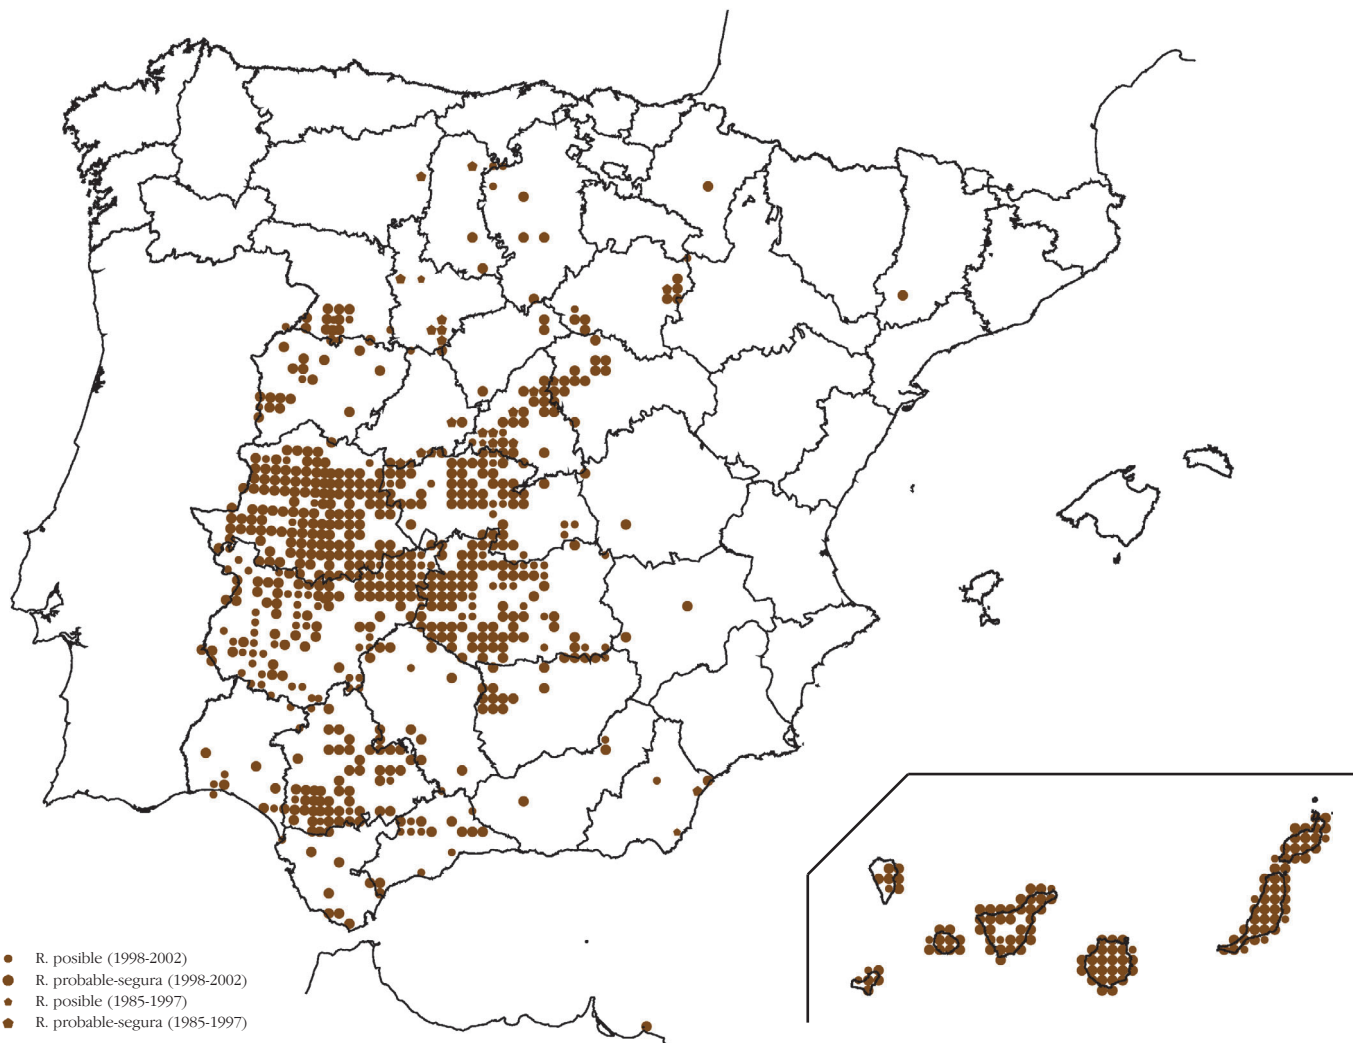 R. posible (1998-2002)
R. probable-segura (1998-2002)
R. posible (1985-1997)
R. probable-segura (1985-1997)